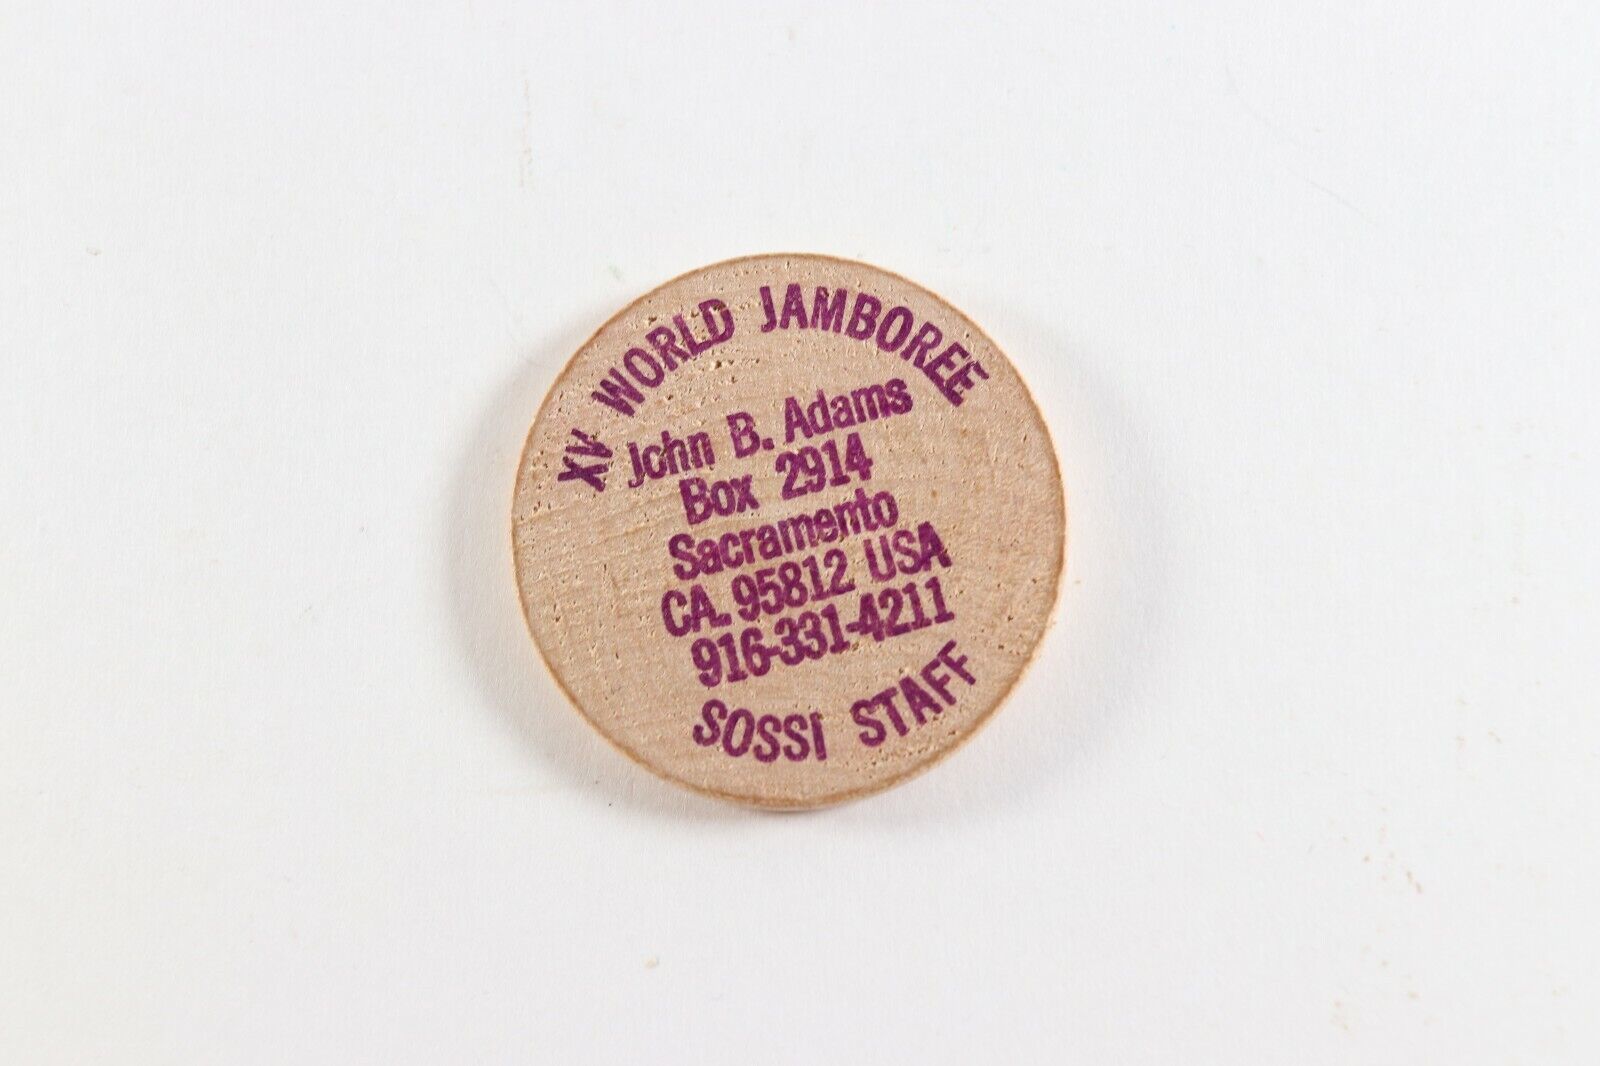 XV WORLD JAMBOREE
John B. Adams
Box 2914
Sacramento
CA. 95812 USA
916-331-4211
SOSSI STAFF